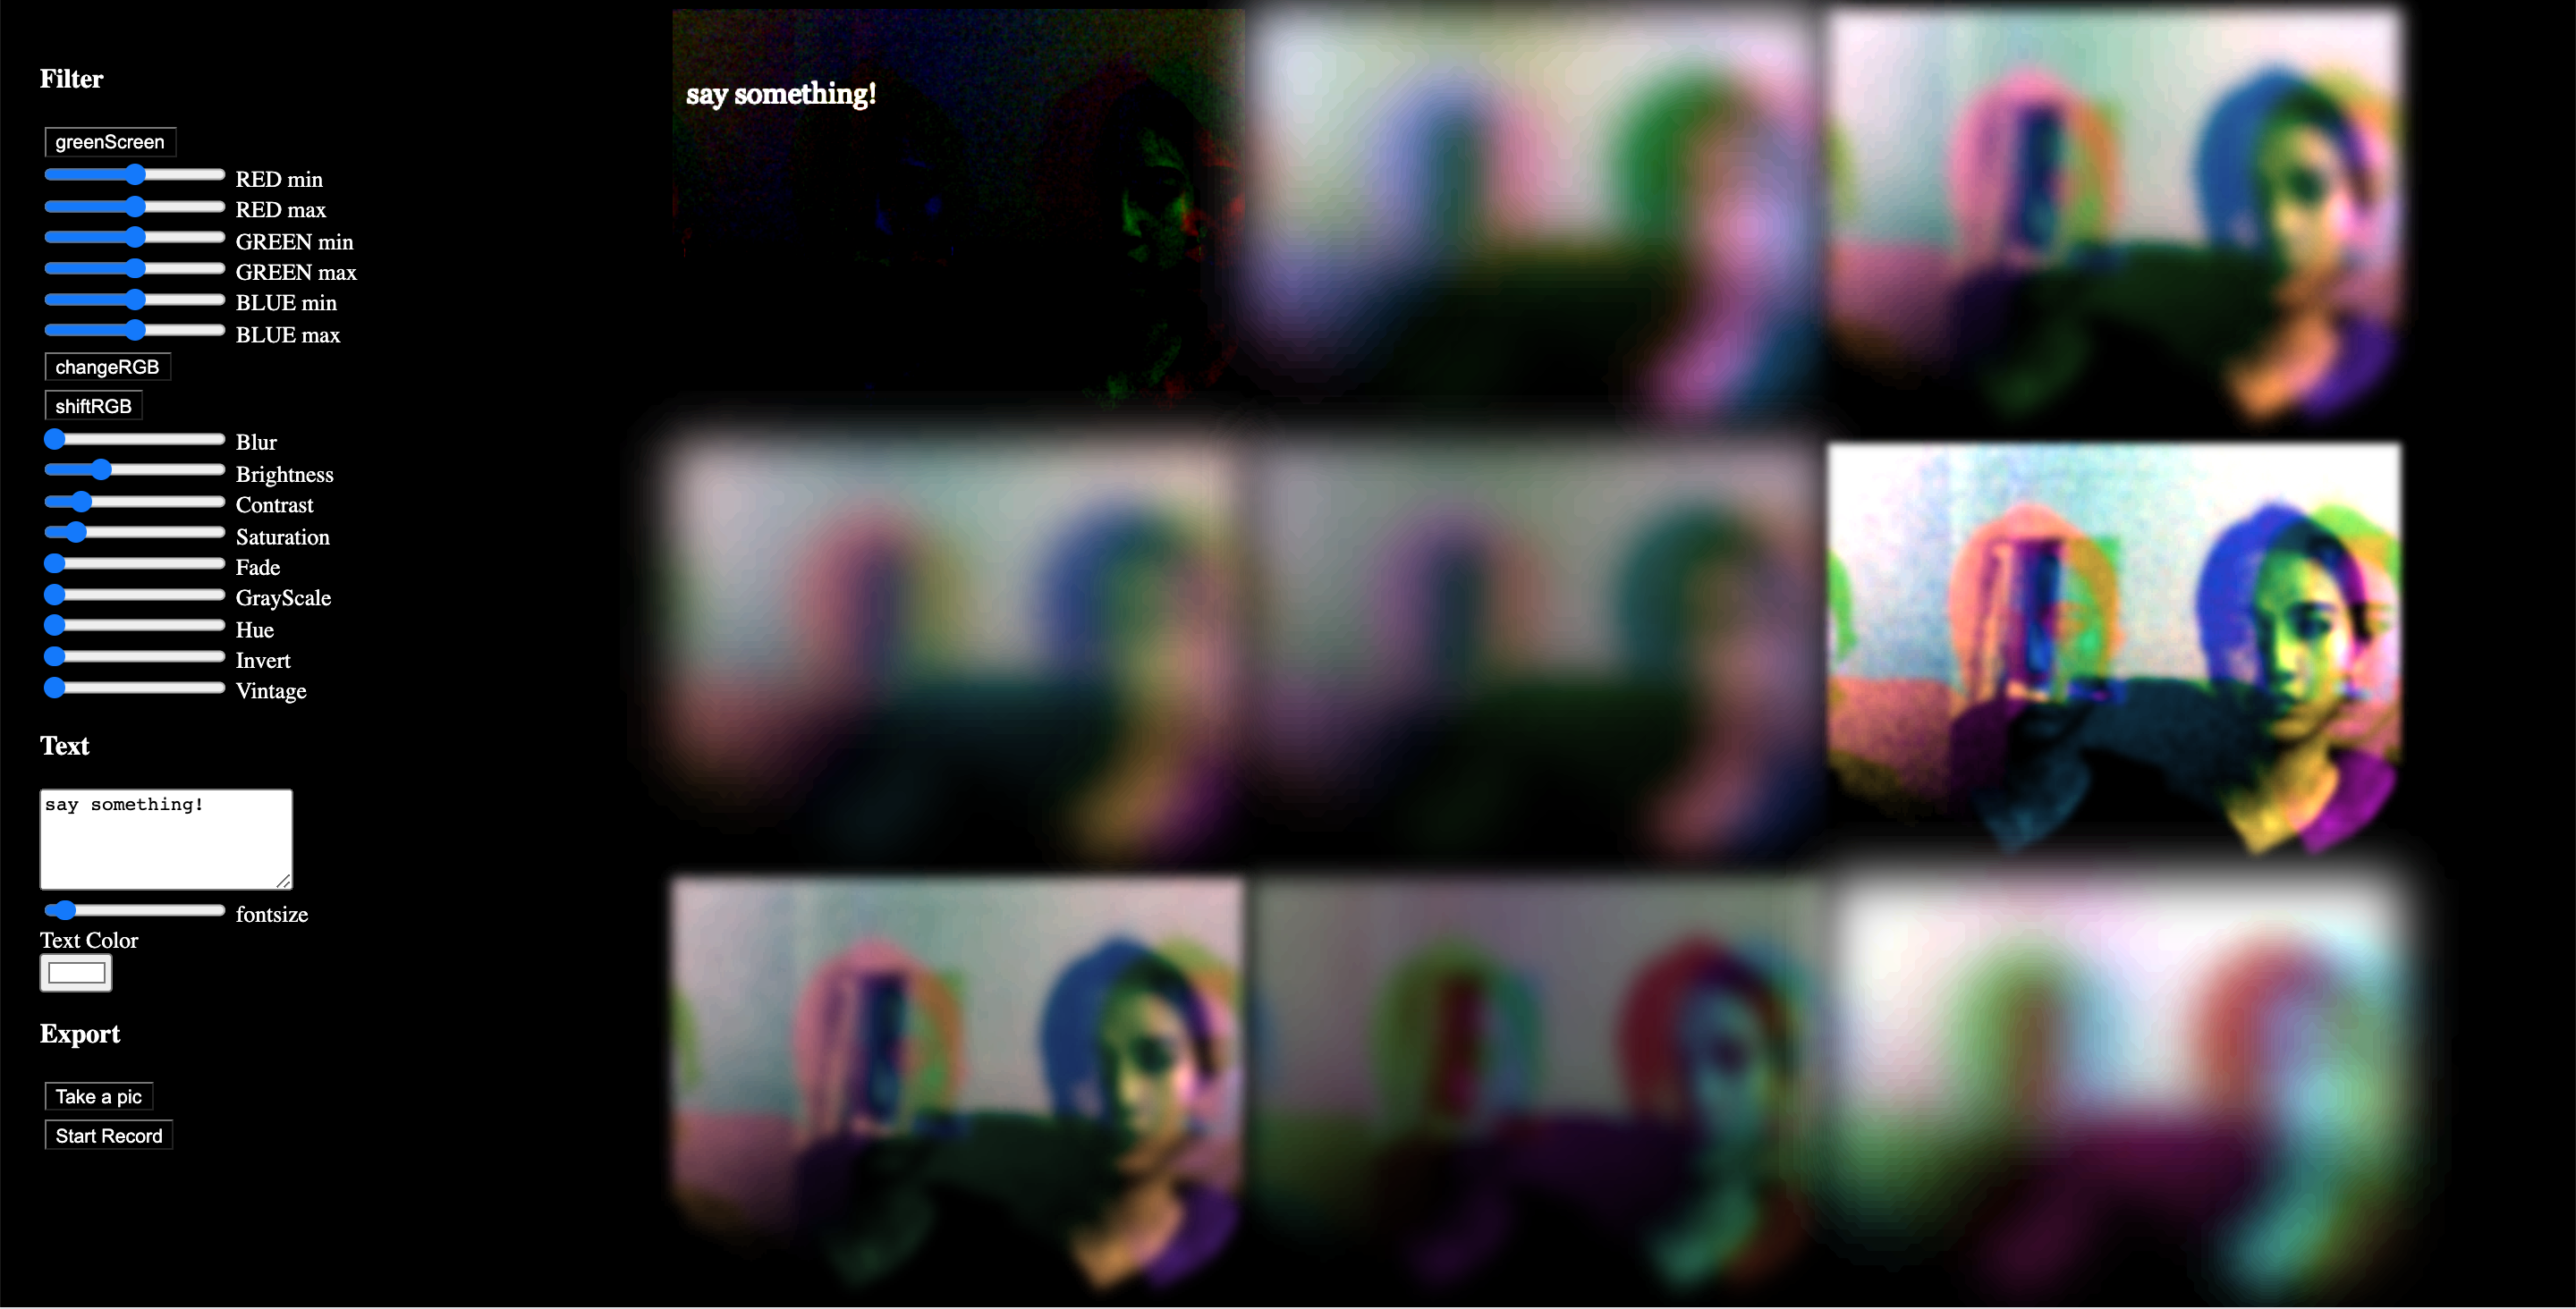 Filter
greenScreen
RED min
RED max
GREEN min
GREEN max
BLUE min
BLUE max
changeRGB
shiftRGB
Blur
Brightness
Contrast
Saturation
Fade
GrayScale
Hue
Invert
Vintage
Text
say something!
fontsize
Text Color
Export
Take a pic
Start Record
say something!